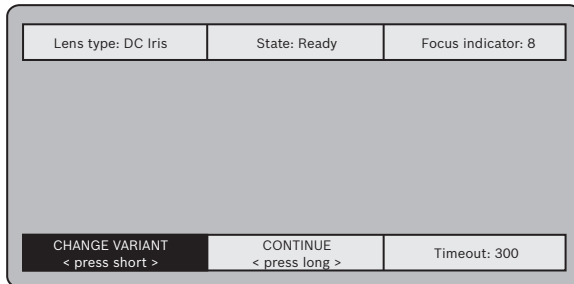 Lens type: DC Iris
State: Ready
Focus indicator: 8
CHANGE VARIANT
< press short >
CONTINUE
< press long >
Timeout: 300